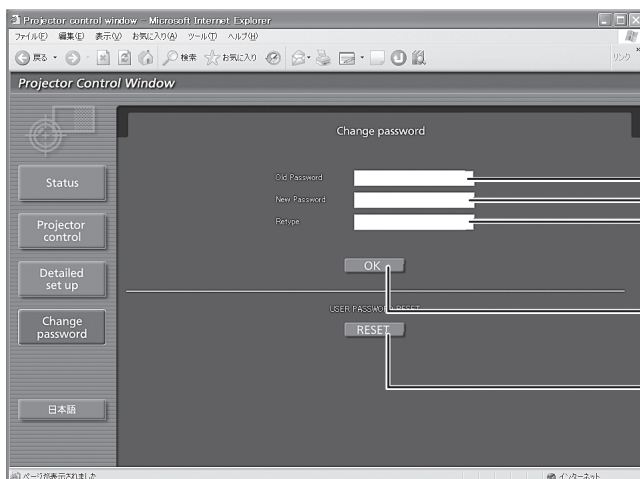 Projector control window - Microsoft Internet Explorer
ファイル(F) 編集(E) 表示(V) お気に入り(A) ツール(T) ヘルプ(H)
戻る 検索 お気に入り リンク
Projector Control Window
Change password
Status
Projector
control
Detailed
set up
Change
password
日本語
Old Password
New Password
Retype
OK
USER PASSWORD RESET
RESET
ページが表示されました インターネット